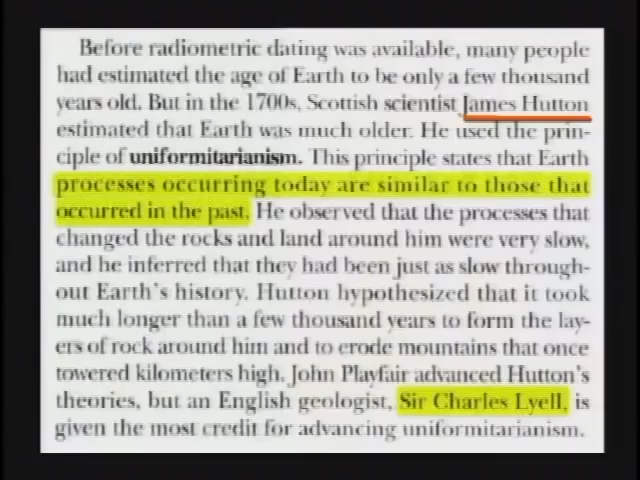 Before radiometric dating was available, many people
had estimated the age of Earth to be only a few thousand
years old. But in the 1700s, Scottish scientist James Hutton
estimated that Earth was much older. He used the prin-
ciple of uniformitarianism. This principle states that Earth
processes occurring today are similar to those that
occurred in the past. He observed that the processes that
changed the rocks and land around him were very slow,
and he inferred that they had been just as slow through-
out Earth's history. Hutton hypothesized that it took
much longer than a few thousand years to form the lay-
ers of rock around him and to erode mountains that once
towered kilometers high. John Playfair advanced Hutton's
theories, but an English geologist, Sir Charles Lyell, is
given the most credit for advancing uniformitarianism.